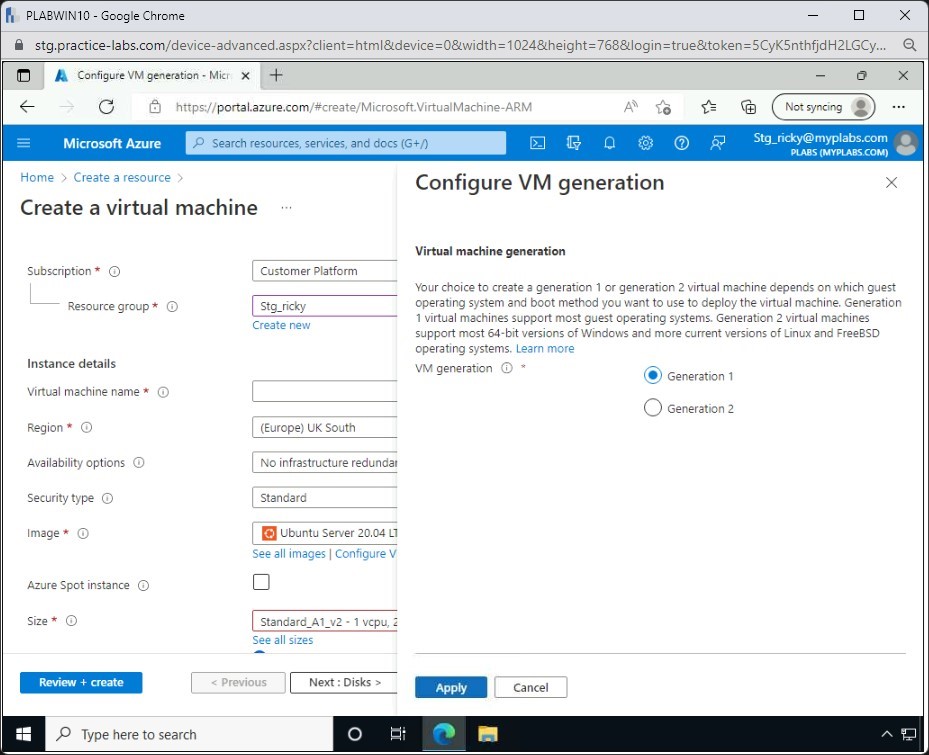 PLABWIN10 - Google Chrome
stg.practice-labs.com/device-advanced.aspx?client=html&device=0&width=1024&height=768&login=true&token=5CyK5nthfjdH2LGCy...
Configure VM generation - Micr
https://portal.azure.com/#create/Microsoft.VirtualMachine-ARM
Not syncing
Microsoft Azure
Search resources, services, and docs (G+/)
Stg_ricky@myplabs.com
PLABS (MYPLABS.COM)
Home > Create a resource >
Create a virtual machine ...
Subscription *
Customer Platform
Resource group *
Stg_ricky
Create new
Instance details
Virtual machine name *
Region *
(Europe) UK South
Availability options
No infrastructure redundan
Security type
Standard
Image *
Ubuntu Server 20.04 LT
See all images | Configure V
Azure Spot instance
Size *
Standard_A1_v2 - 1 vcpu, 2
See all sizes
Review + create
< Previous
Next : Disks >
Configure VM generation
Virtual machine generation
Your choice to create a generation 1 or generation 2 virtual machine depends on which guest
operating system and boot method you want to use to deploy the virtual machine. Generation
1 virtual machines support most guest operating systems. Generation 2 virtual machines
support most 64-bit versions of Windows and more current versions of Linux and FreeBSD
operating systems. Learn more
VM generation *
Generation 1
Generation 2
Apply
Cancel
Type here to search